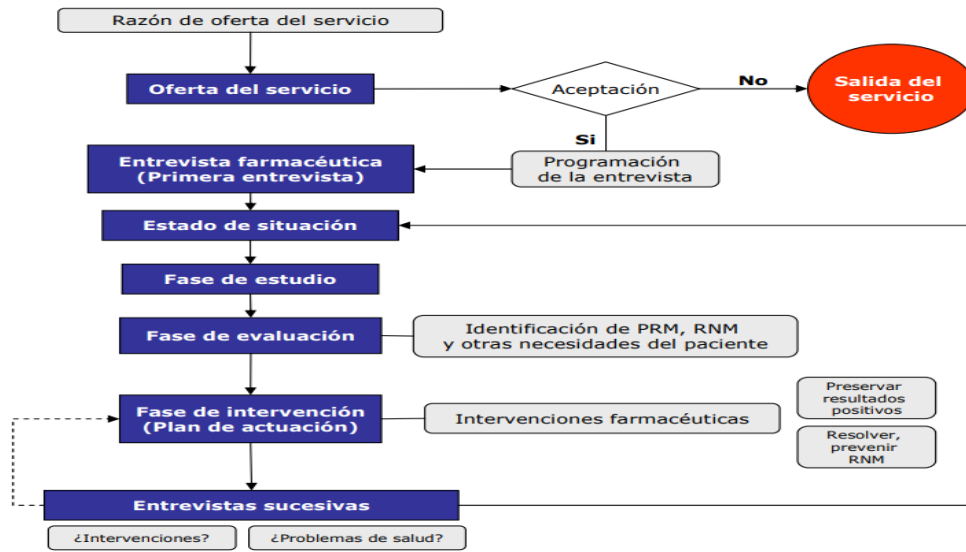 Razón de oferta del servicio
Oferta del servicio
Aceptación
No
Salida del
servicio
Si
Programación
de la entrevista
Entrevista farmacéutica
(Primera entrevista)
Estado de situación
Fase de estudio
Fase de evaluación
Identificación de PRM, RNM
y otras necesidades del paciente
Fase de intervención
(Plan de actuación)
Intervenciones farmacéuticas
Preservar
resultados
positivos
Resolver,
prevenir
RNM
Entrevistas sucesivas
¿Intervenciones?
¿Problemas de salud?